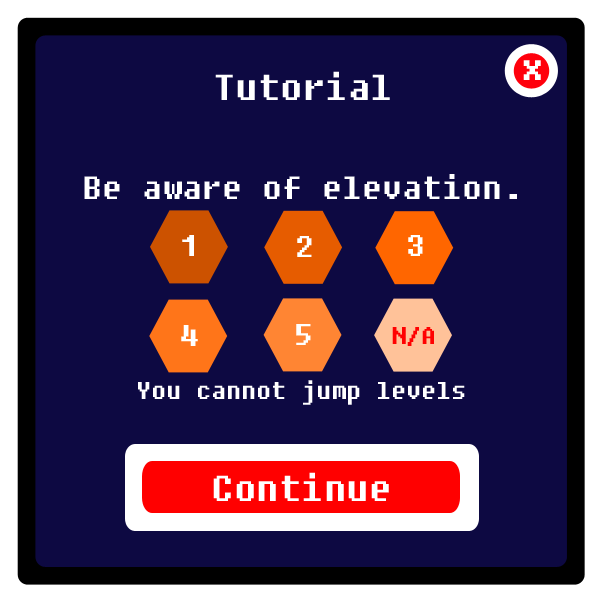 X
Tutorial
Be aware of elevation.
1 2 3
4 5 N/A
You cannot jump levels
Continue